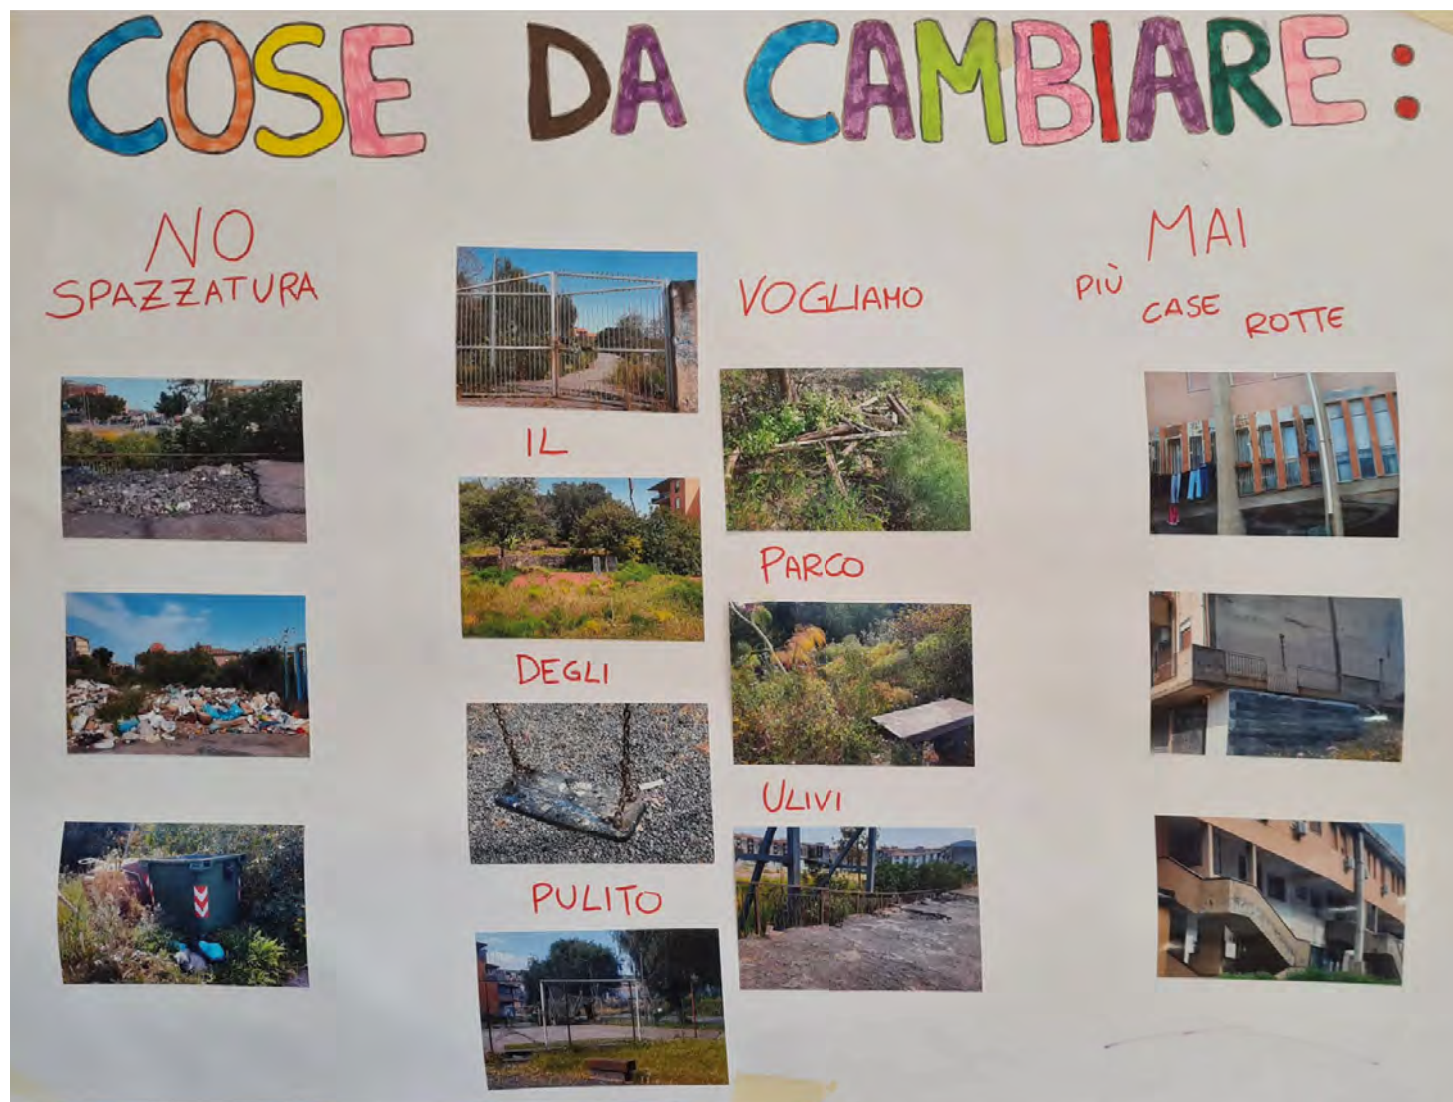 COSE DA CAMBIARE:
NO
SPAZZATURA
VOGLIAMO
IL
PARCO
DEGLI
ULIVI
PULITO
MAI
PIÙ
CASE ROTTE